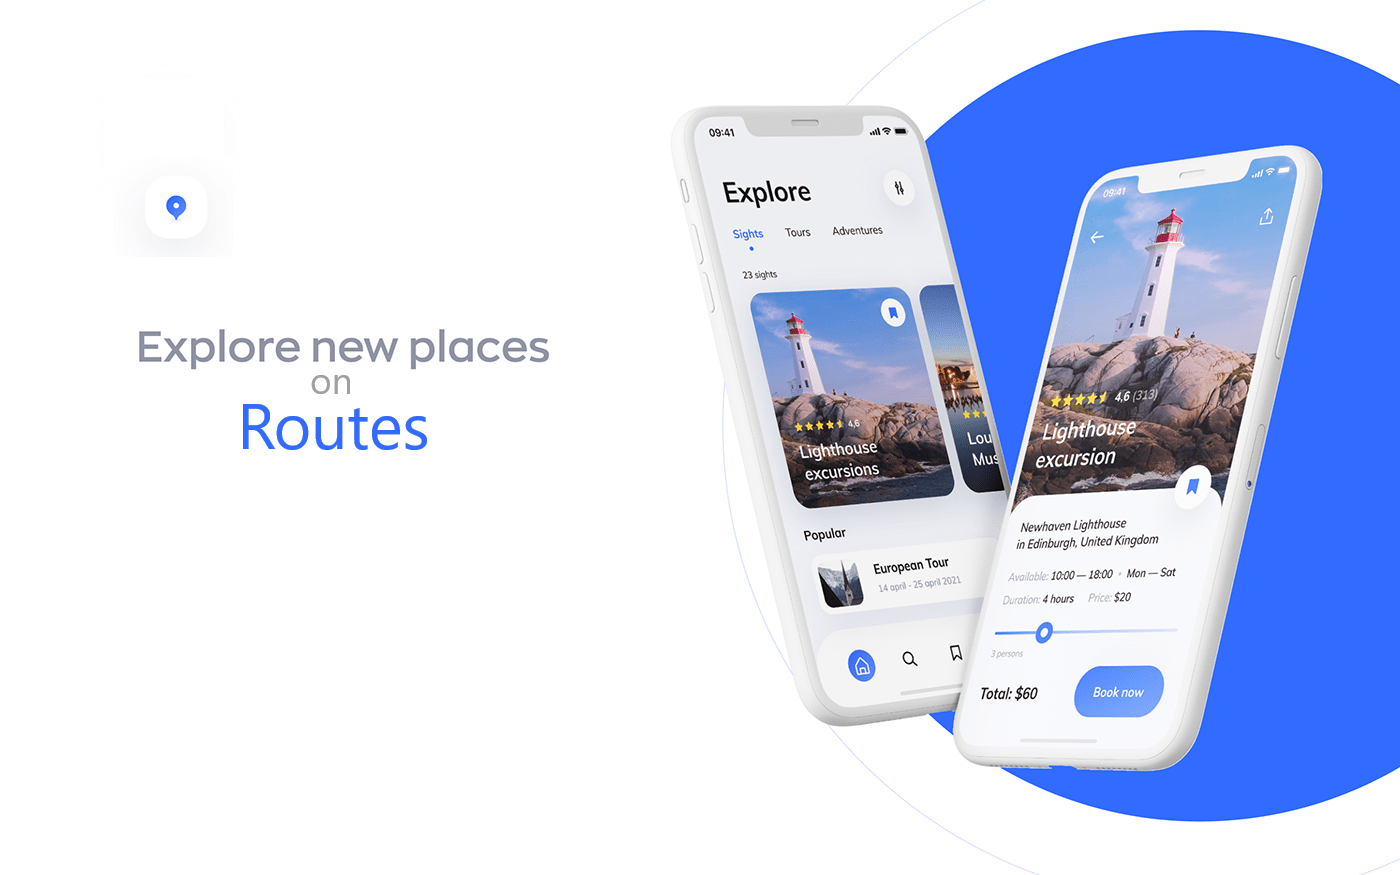 Explore new places
on
Routes
09:41
Explore
Sights Tours Adventures
23 sights
4,6
Lighthouse
excursions
Popular
European Tour
14 april - 25 april 2021
09:41
4,6 (313)
Lighthouse
excursion
Newhaven Lighthouse
in Edinburgh, United Kingdom
Available: 10:00 — 18:00 • Mon — Sat
Duration: 4 hours Price: $20
3 persons
Total: $60 Book now